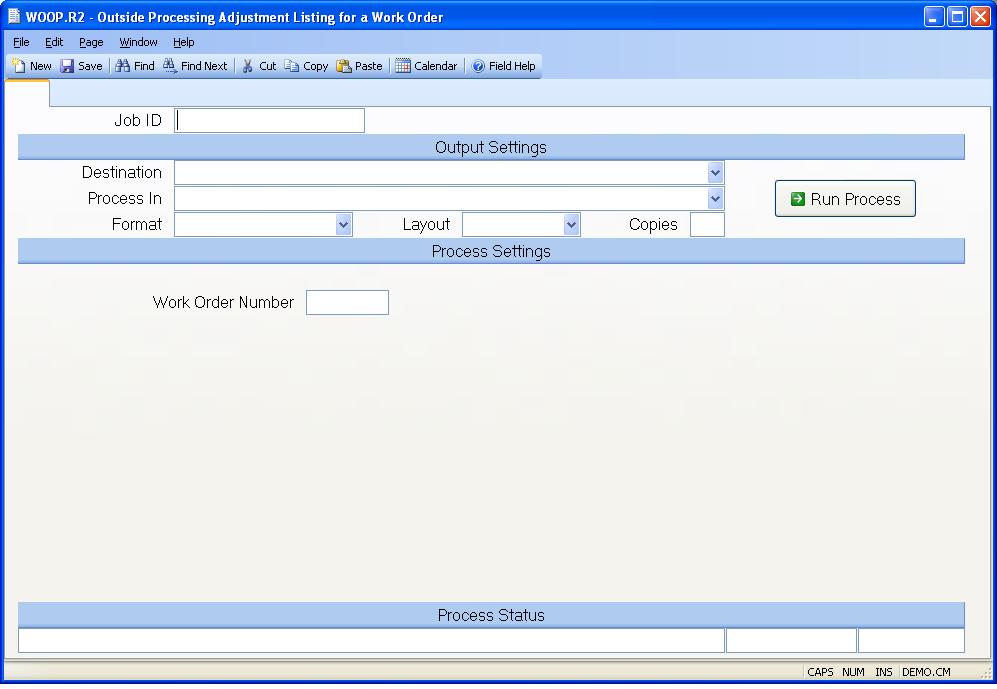 WOOP.R2 - Outside Processing Adjustment Listing for a Work Order
File Edit Page Window Help
New Save Find Find Next Cut Copy Paste Calendar Field Help
Job ID
Output Settings
Destination
Process In
Run Process
Format Layout Copies
Process Settings
Work Order Number
Process Status
CAPS NUM INS DEMO.CM